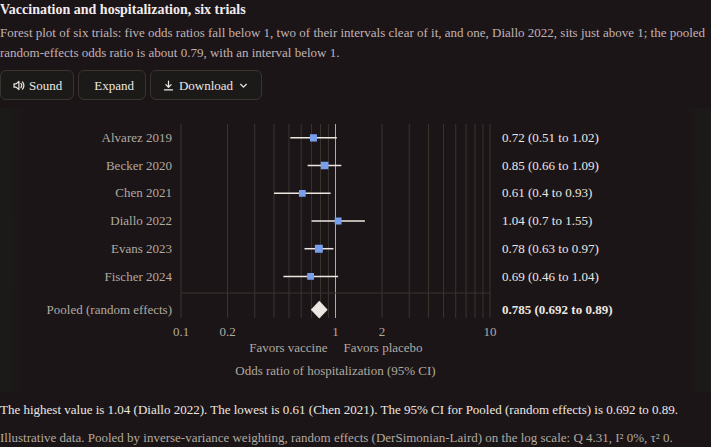 Vaccination and hospitalization, six trials
Forest plot of six trials: five odds ratios fall below 1, two of their intervals clear of it, and one, Diallo 2022, sits just above 1; the pooled
random-effects odds ratio is about 0.79, with an interval below 1.
Sound Expand Download
Alvarez 2019 0.72 (0.51 to 1.02)
Becker 2020 0.85 (0.66 to 1.09)
Chen 2021 0.61 (0.4 to 0.93)
Diallo 2022 1.04 (0.7 to 1.55)
Evans 2023 0.78 (0.63 to 0.97)
Fischer 2024 0.69 (0.46 to 1.04)
Pooled (random effects) 0.785 (0.692 to 0.89)
0.1 0.2 1 2 10
Favors vaccine Favors placebo
Odds ratio of hospitalization (95% CI)
The highest value is 1.04 (Diallo 2022). The lowest is 0.61 (Chen 2021). The 95% CI for Pooled (random effects) is 0.692 to 0.89.
Illustrative data. Pooled by inverse-variance weighting, random effects (DerSimonian-Laird) on the log scale: Q 4.31, I² 0%, τ² 0.